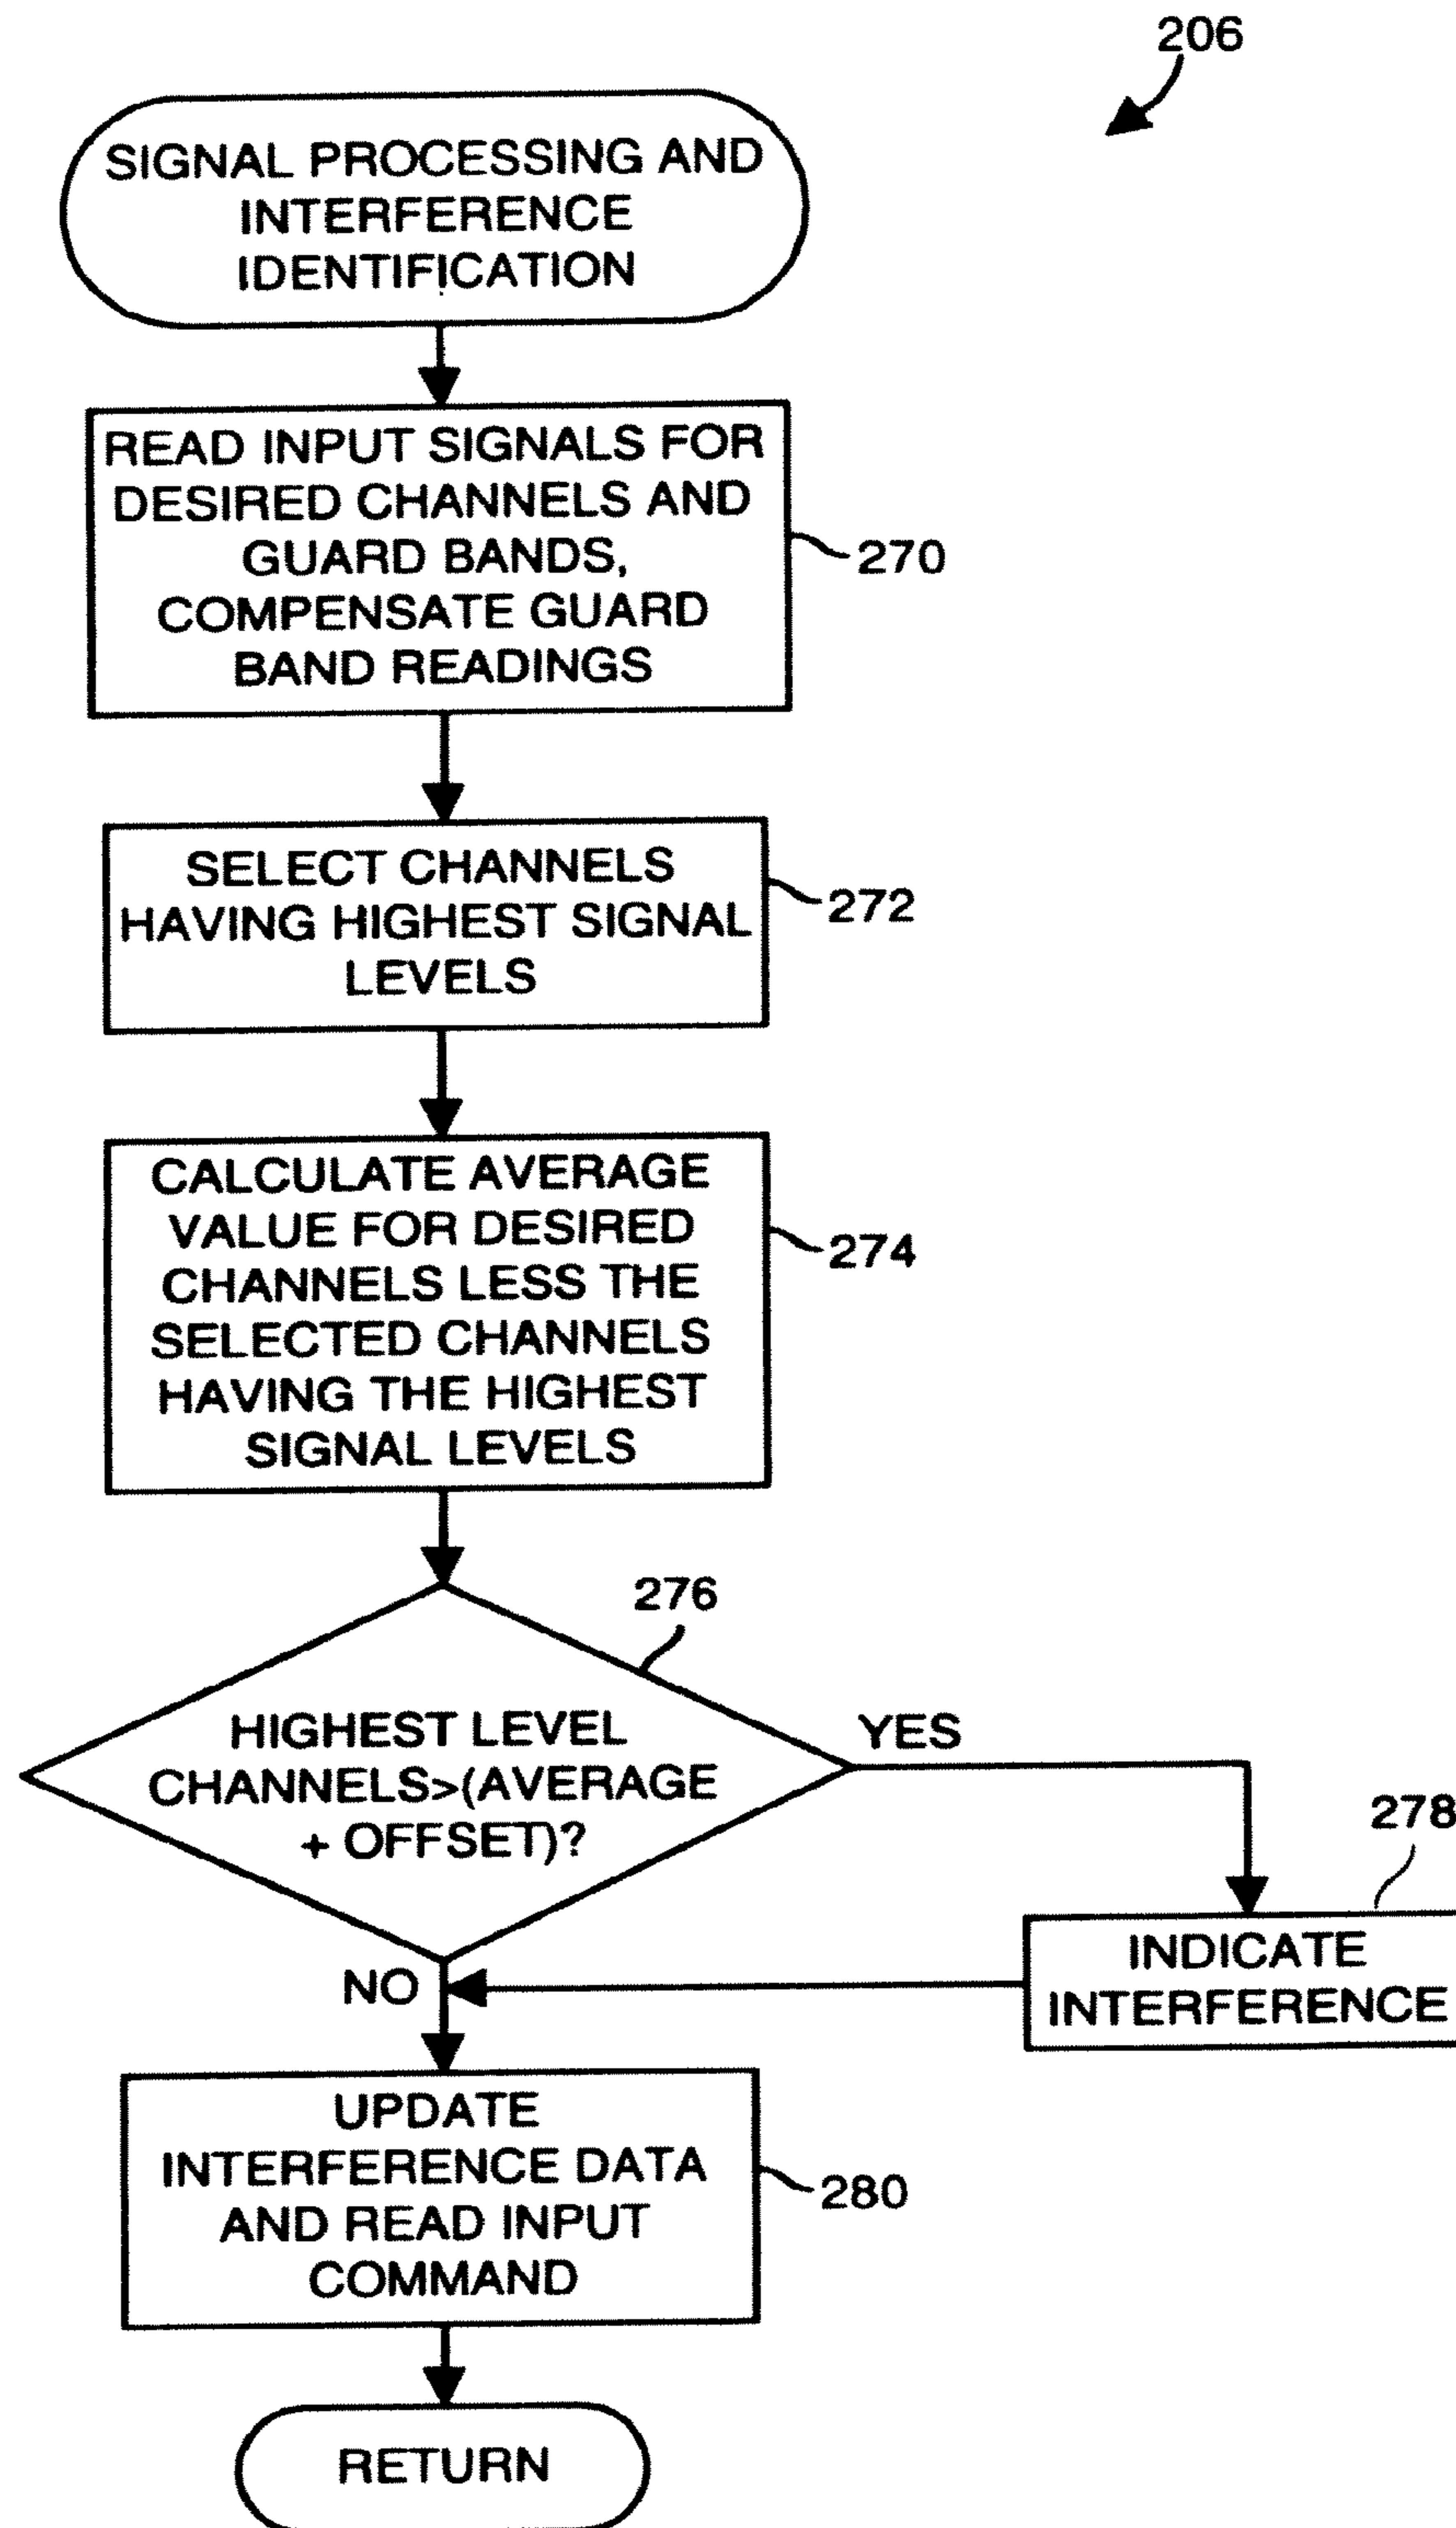 206
SIGNAL PROCESSING AND
INTERFERENCE
IDENTIFICATION
READ INPUT SIGNALS FOR
DESIRED CHANNELS AND
GUARD BANDS,
COMPENSATE GUARD
BAND READINGS
270
SELECT CHANNELS
HAVING HIGHEST SIGNAL
LEVELS
272
CALCULATE AVERAGE
VALUE FOR DESIRED
CHANNELS LESS THE
SELECTED CHANNELS
HAVING THE HIGHEST
SIGNAL LEVELS
274
276
HIGHEST LEVEL
CHANNELS>(AVERAGE
+ OFFSET)?
YES
278
INDICATE
INTERFERENCE
NO
UPDATE
INTERFERENCE DATA
AND READ INPUT
COMMAND
280
RETURN